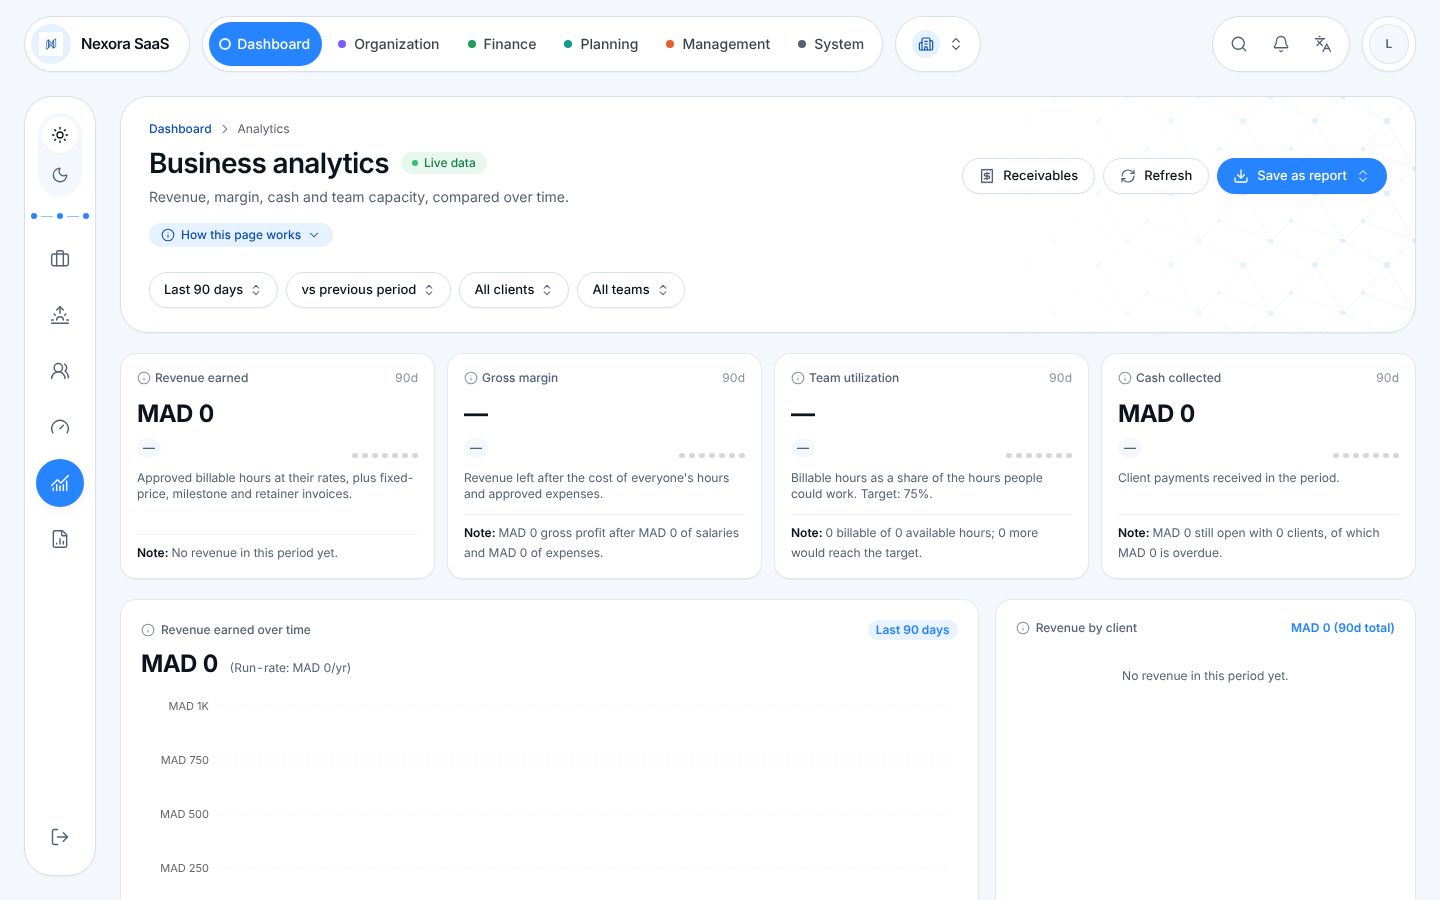 Nexora SaaS
Dashboard
Organization
Finance
Planning
Management
System
L
Dashboard > Analytics
Business analytics
Live data
Revenue, margin, cash and team capacity, compared over time.
How this page works
Receivables
Refresh
Save as report
Last 90 days
vs previous period
All clients
All teams
Revenue earned
90d
MAD 0
—
Approved billable hours at their rates, plus fixed-
price, milestone and retainer invoices.
Note: No revenue in this period yet.
Gross margin
90d
—
—
Revenue left after the cost of everyone's hours
and approved expenses.
Note: MAD 0 gross profit after MAD 0 of salaries
and MAD 0 of expenses.
Team utilization
90d
—
—
Billable hours as a share of the hours people
could work. Target: 75%.
Note: 0 billable of 0 available hours; 0 more
would reach the target.
Cash collected
90d
MAD 0
—
Client payments received in the period.
Note: MAD 0 still open with 0 clients, of which
MAD 0 is overdue.
Revenue earned over time
Last 90 days
MAD 0 (Run-rate: MAD 0/yr)
MAD 1K
MAD 750
MAD 500
MAD 250
Revenue by client
MAD 0 (90d total)
No revenue in this period yet.